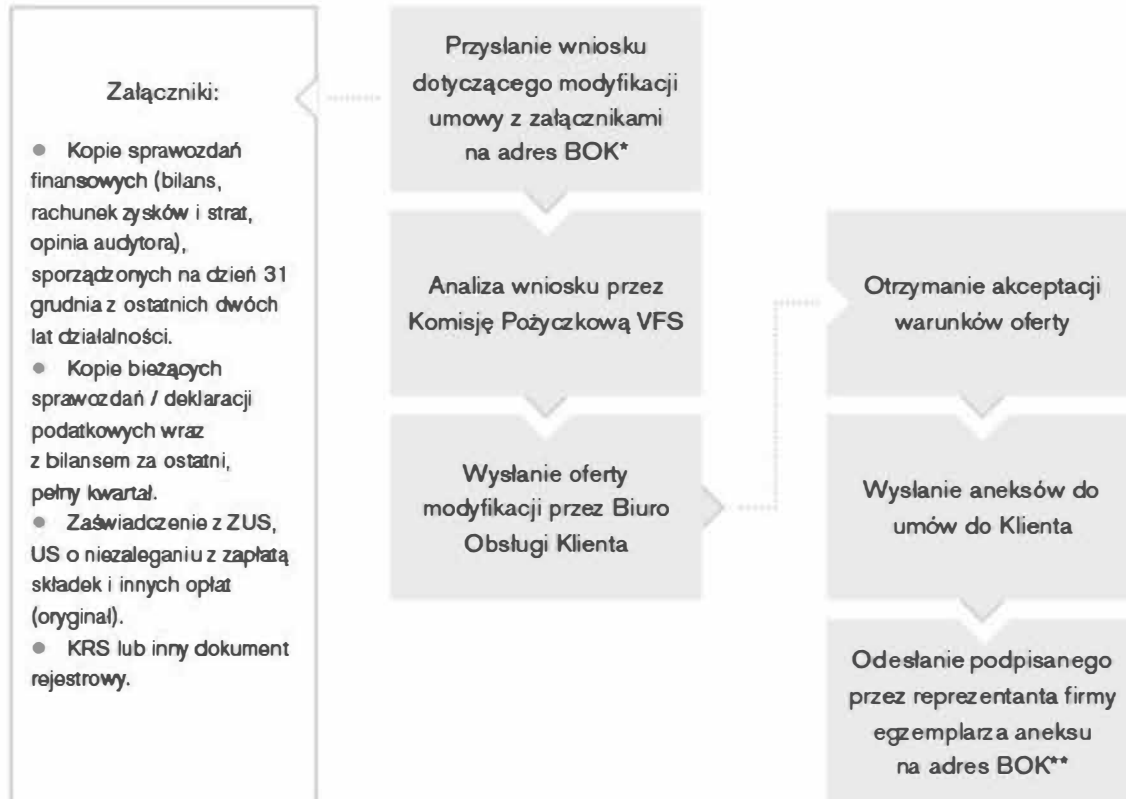 Załączniki:
● Kopie sprawozdań
finansowych (bilans,
rachunek zysków i strat,
opinia audytora),
sporządzonych na dzień 31
grudnia z ostatnich dwóch
lat działalności.
● Kopie bieżących
sprawozdań / deklaracji
podatkowych wraz
z bilansem za ostatni,
pełny kwartał.
● Zaświadczenie z ZUS,
US o niezaleganiu z zapłatą
składek i innych opłat
(oryginał).
● KRS lub inny dokument
rejestrowy.
Przysłanie wniosku
dotyczącego modyfikacji
umowy z załącznikami
na adres BOK*
Analiza wniosku przez
Komisję Pożyczkową VFS
Wysłanie oferty
modyfikacji przez Biuro
Obsługi Klienta
Otrzymanie akceptacji
warunków oferty
Wysłanie aneksów do
umów do Klienta
Odesłanie podpisanego
przez reprezentanta firmy
egzemplarza aneksu
na adres BOK**